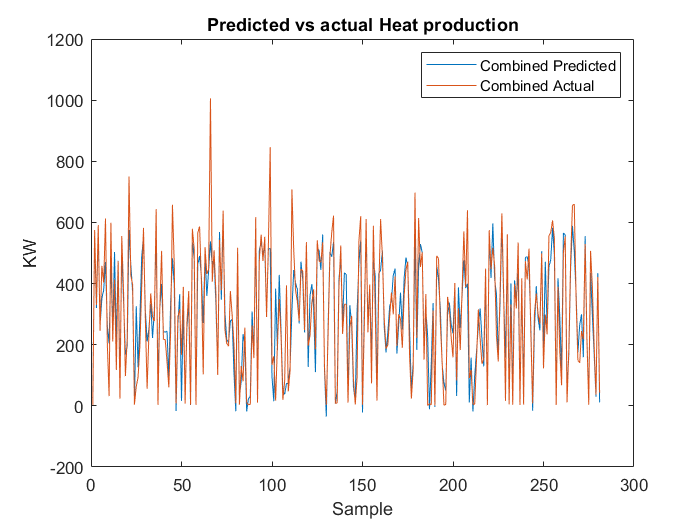 Predicted vs actual Heat production
Combined Predicted
Combined Actual
1200
1000
800
600
400
200
0
-200
KW
0 50 100 150 200 250 300
Sample